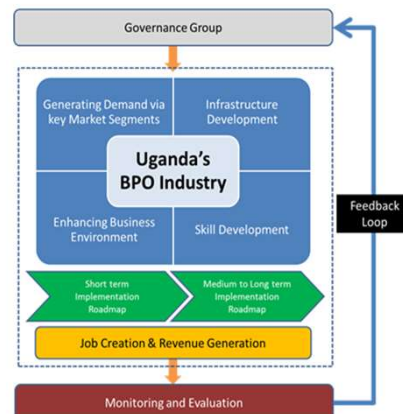 Governance Group
Generating Demand via
key Market Segments
Infrastructure
Development
Uganda's
BPO Industry
Enhancing Business
Environment
Skill Development
Feedback
Loop
Short term
Implementation
Roadmap
Medium to Long term
Implementation
Roadmap
Job Creation & Revenue Generation
Monitoring and Evaluation